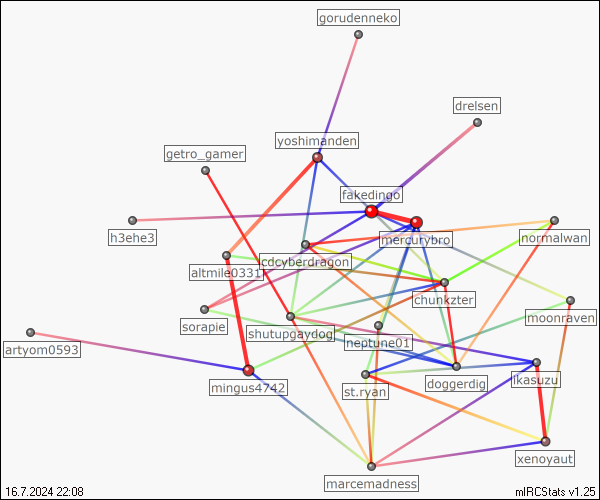 gorudenneko
drelsen
yoshimanden
getro_gamer
fakedingo
h3ehe3
mercurybro
normalwan
cdcyberdragon
altmile0331
chunkzter
moonraven
sorapie
shutupgaydog
neptune01
artyom0593
mingus4742
st.ryan
doggerdig
ikasuzu
xenoyaut
marcemadness
16.7.2024 22:08
mIRCStats v1.25